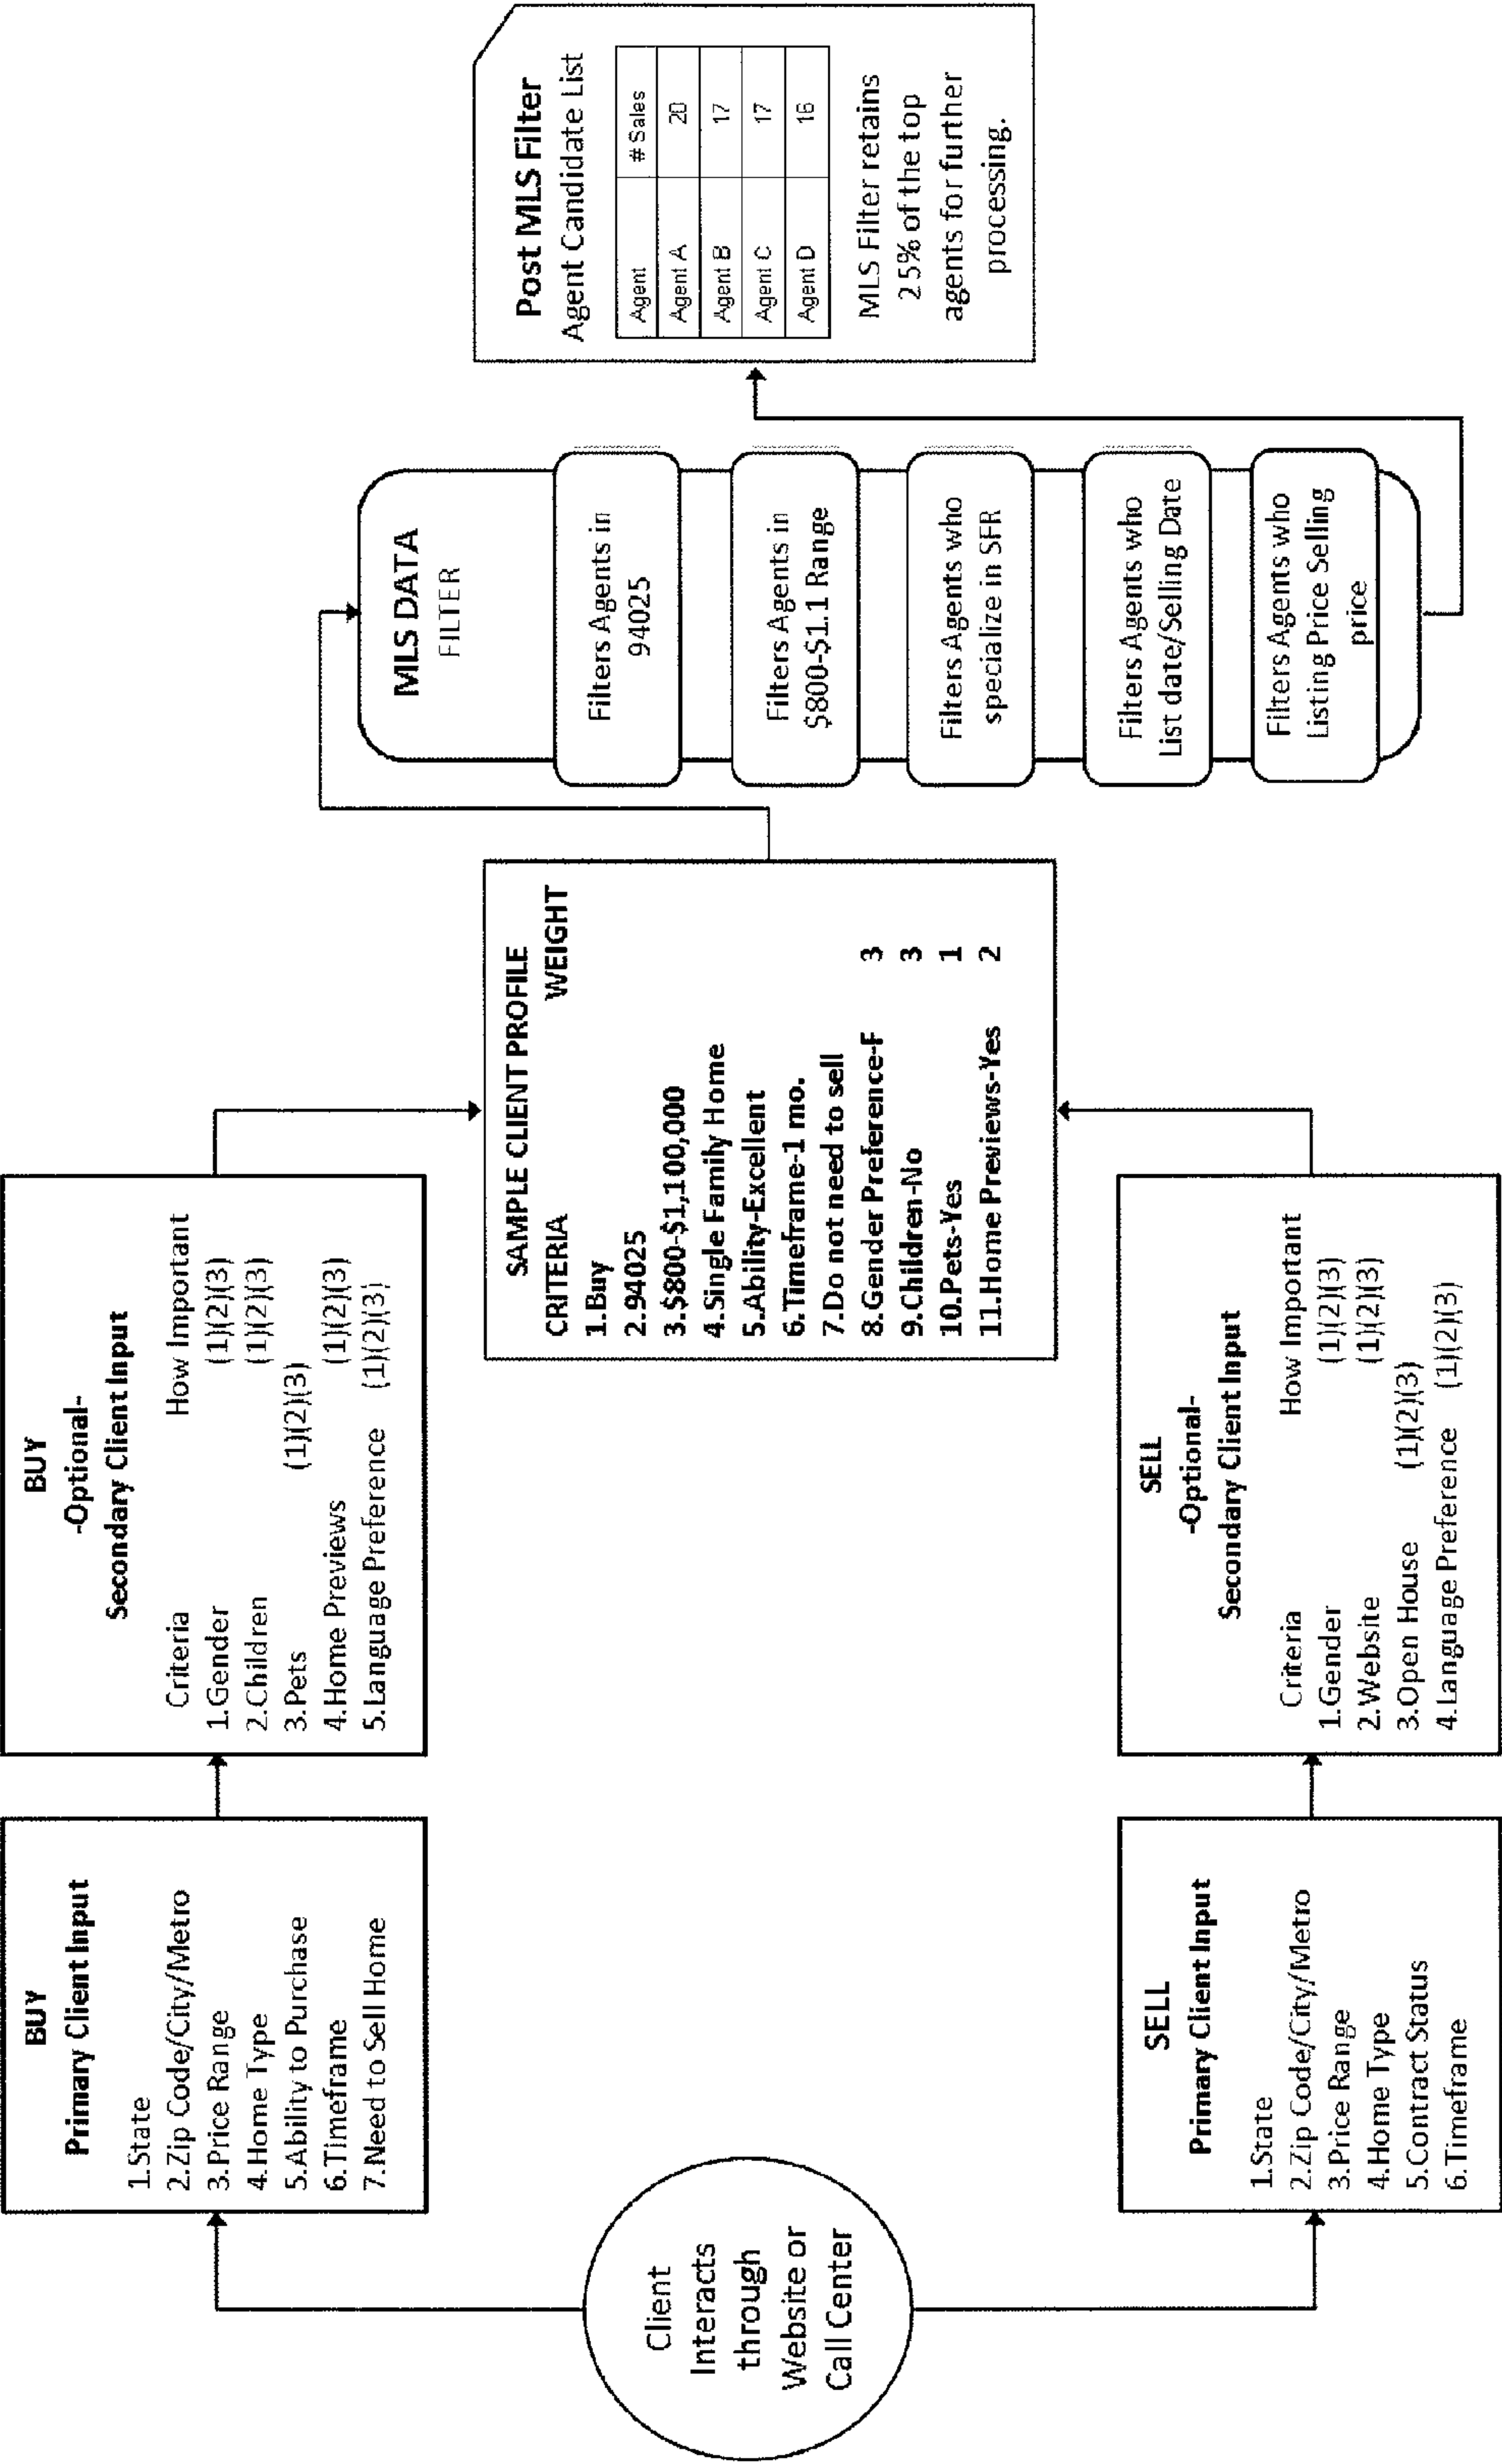 Client
Interacts
through
Website or
Call Center
BUY
Primary Client Input
1.State
2.Zip Code/City/Metro
3.Price Range
4.Home Type
5.Ability to Purchase
6.Timeframe
7.Need to Sell Home
BUY
-Optional-
Secondary Client Input
Criteria How Important
1.Gender (1)(2)(3)
2.Children (1)(2)(3)
3.Pets (1)(2)(3)
4.Home Previews (1)(2)(3)
5.Language Preference (1)(2)(3)
SELL
Primary Client Input
1.State
2.Zip Code/City/Metro
3.Price Range
4.Home Type
5.Contract Status
6.Timeframe
SELL
-Optional-
Secondary Client Input
Criteria How Important
1.Gender (1)(2)(3)
2.Website (1)(2)(3)
3.Open House (1)(2)(3)
4.Language Preference (1)(2)(3)
SAMPLE CLIENT PROFILE
CRITERIA WEIGHT
1.Buy
2.94025
3.$800-$1,100,000
4.Single Family Home
5.Ability-Excellent
6.Timeframe-1 mo.
7.Do not need to sell
8.Gender Preference-F 3
9.Children-No 3
10.Pets-Yes 1
11.Home Previews-Yes 2
MLS DATA
FILTER
Filters Agents in
94025
Filters Agents in
$800-$1.1 Range
Filters Agents who
specialize in SFR
Filters Agents who
List date/Selling Date
Filters Agents who
Listing Price Selling
price
Post MLS Filter
Agent Candidate List
Agent # Sales
Agent A 20
Agent B 17
Agent C 17
Agent D 16
MLS Filter retains
25% of the top
agents for further
processing.